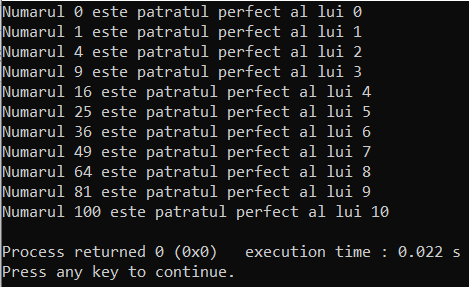 Numarul 0 este patratul perfect al lui 0
Numarul 1 este patratul perfect al lui 1
Numarul 4 este patratul perfect al lui 2
Numarul 9 este patratul perfect al lui 3
Numarul 16 este patratul perfect al lui 4
Numarul 25 este patratul perfect al lui 5
Numarul 36 este patratul perfect al lui 6
Numarul 49 este patratul perfect al lui 7
Numarul 64 este patratul perfect al lui 8
Numarul 81 este patratul perfect al lui 9
Numarul 100 este patratul perfect al lui 10
Process returned 0 (0x0)   execution time : 0.022 s
Press any key to continue.